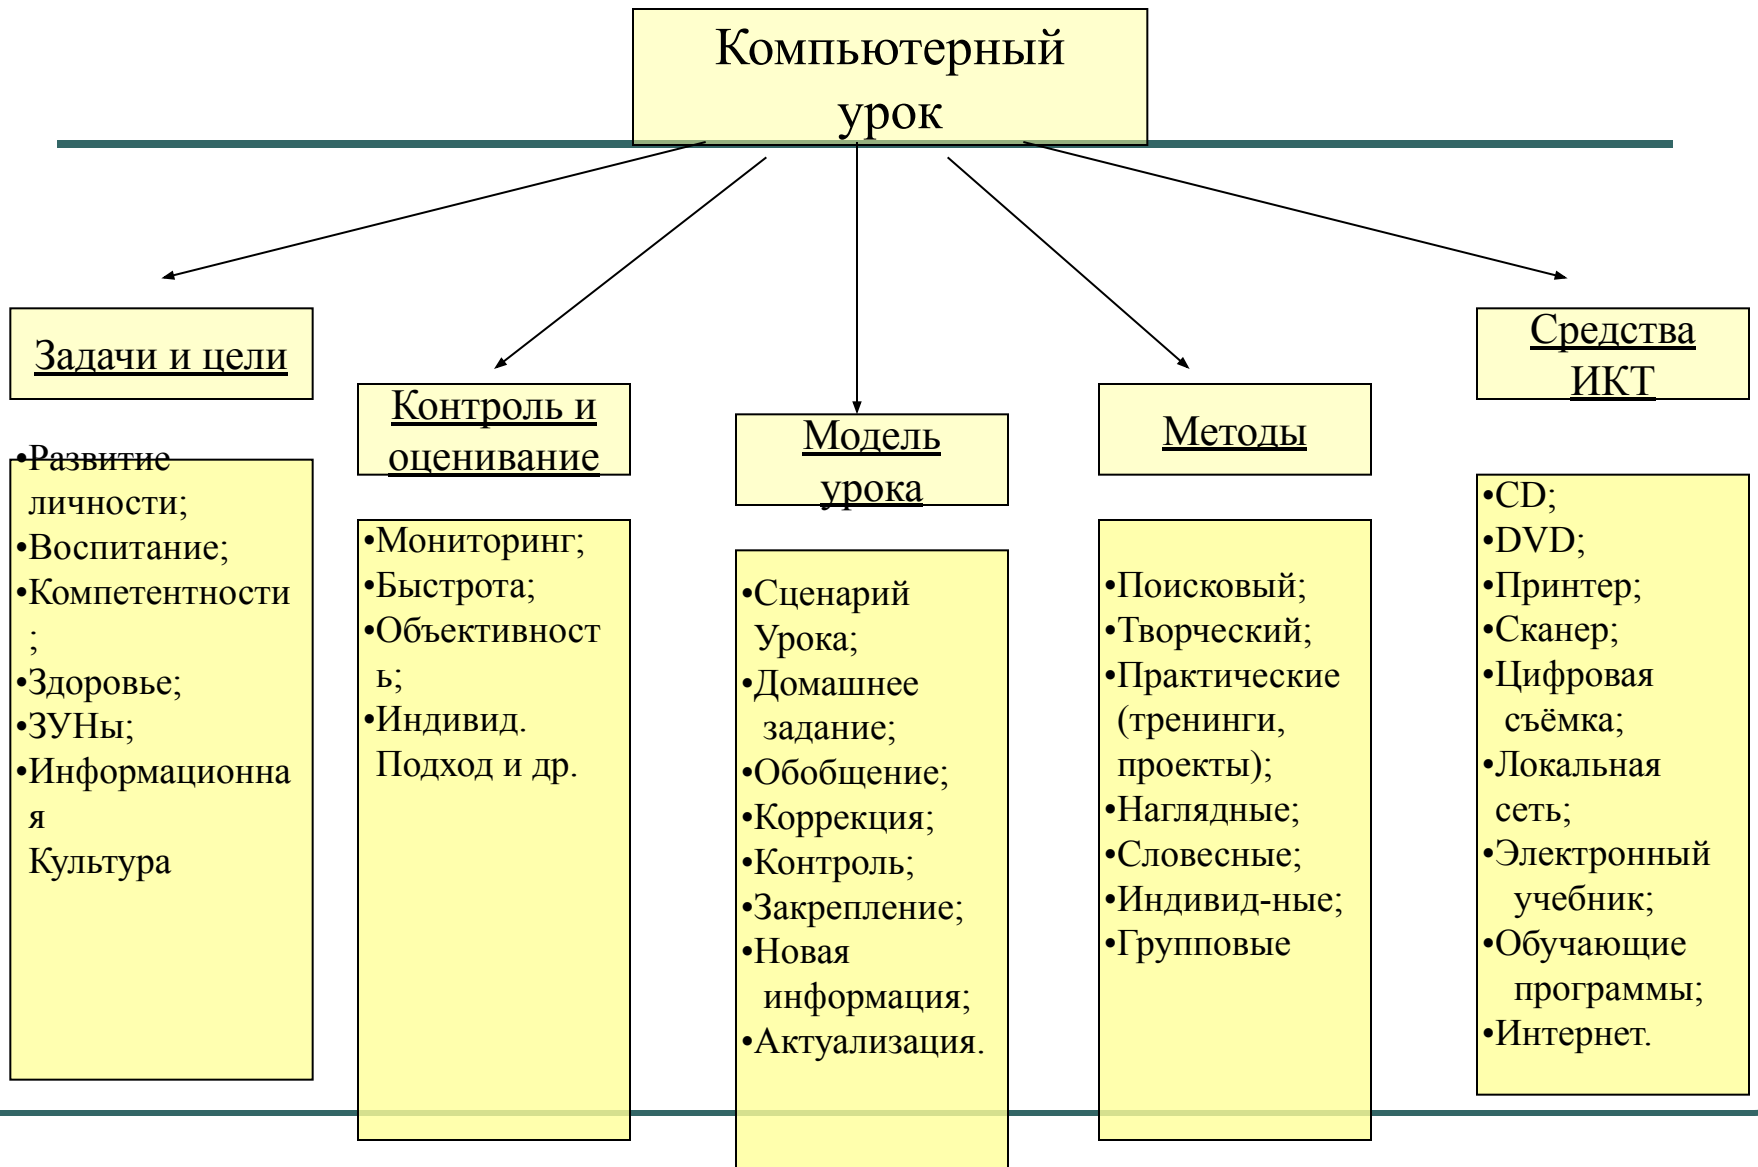 Компьютерный
урок
Задачи и цели
•Развитие
личности;
•Воспитание;
•Компетентности
;
•Здоровье;
•ЗУНы;
•Информационна
я
Культура
Контроль и
оценивание
•Мониторинг;
•Быстрота;
•Объективност
ь;
•Индивид.
Подход и др.
Модель
урока
•Сценарий
Урока;
•Домашнее
задание;
•Обобщение;
•Коррекция;
•Контроль;
•Закрепление;
•Новая
информация;
•Актуализация.
Методы
•Поисковый;
•Творческий;
•Практические
(тренинги,
проекты);
•Наглядные;
•Словесные;
•Индивид-ные;
•Групповые
Средства
ИКТ
•CD;
•DVD;
•Принтер;
•Сканер;
•Цифровая
съёмка;
•Локальная
сеть;
•Электронный
учебник;
•Обучающие
программы;
•Интернет.